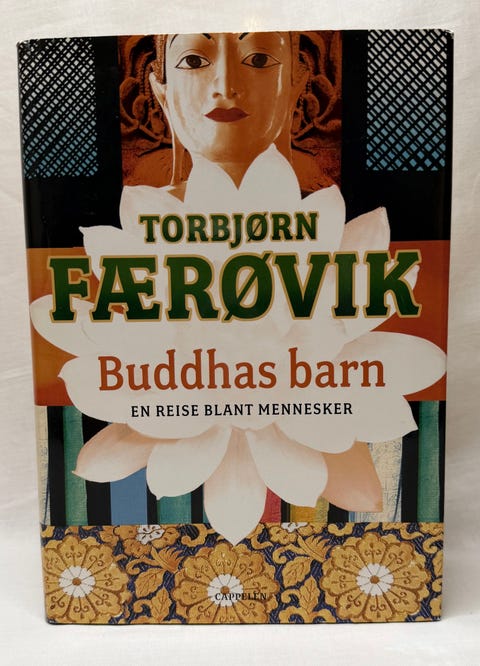 TORBJØRN
FÆRØVIK
Buddhas barn
EN REISE BLANT MENNESKER
CAPPELEN